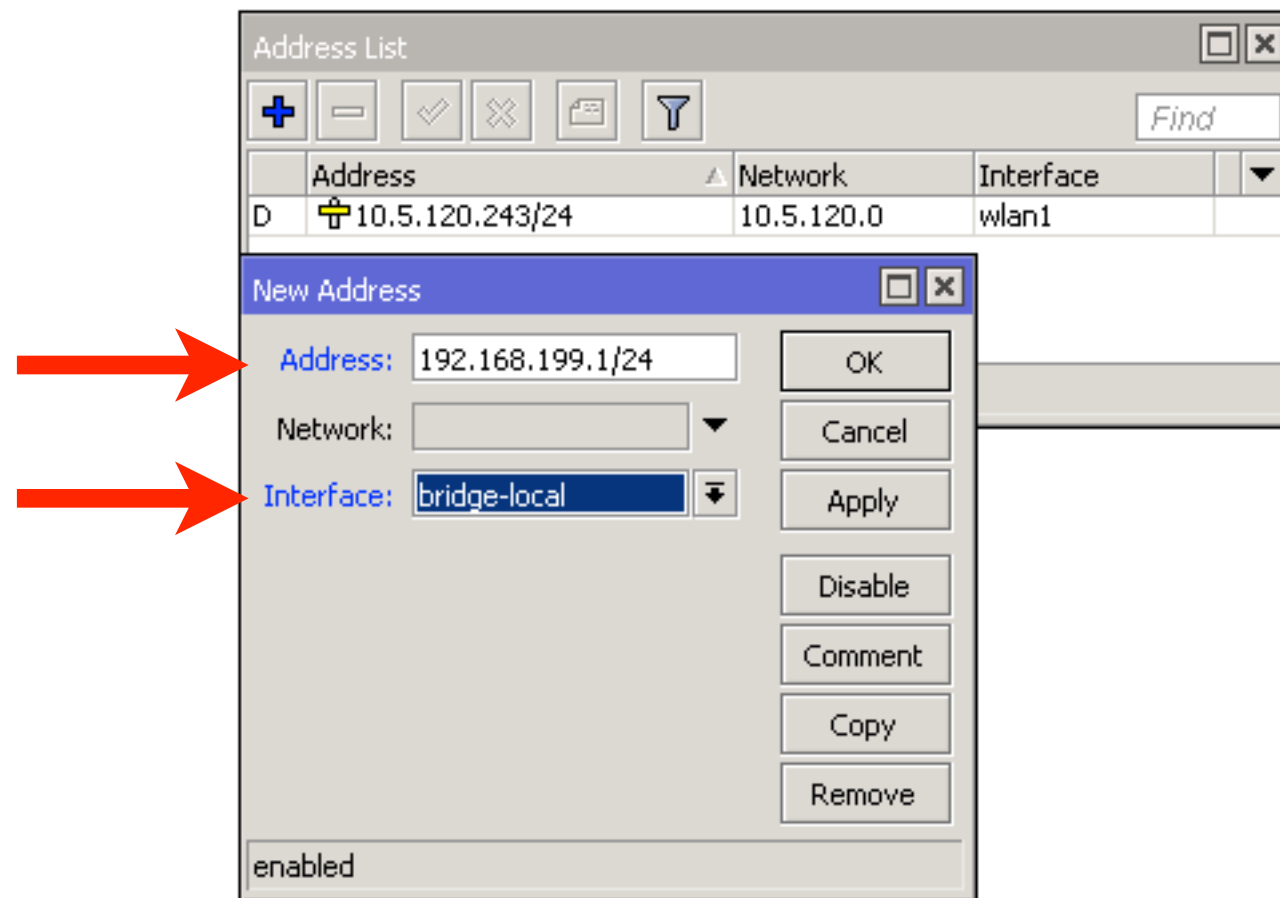 Address List
Find
Address Network Interface
D 10.5.120.243/24 10.5.120.0 wlan1
New Address
Address: 192.168.199.1/24 OK
Network: Cancel
Interface: bridge-local Apply
Disable
Comment
Copy
Remove
enabled